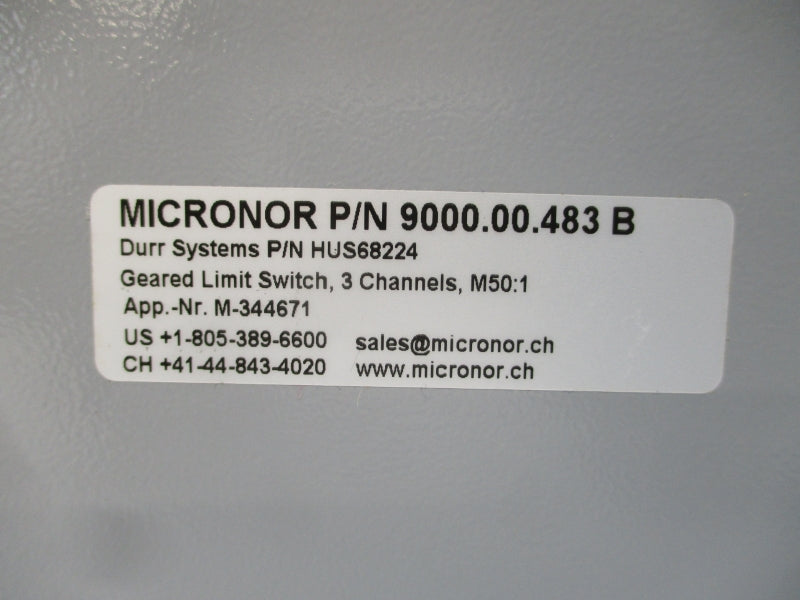 MICRONOR P/N 9000.00.483 B
Durr Systems P/N HUS68224
Geared Limit Switch, 3 Channels, M50:1
App.-Nr. M-344671
US +1-805-389-6600 sales@micronor.ch
CH +41-44-843-4020 www.micronor.ch